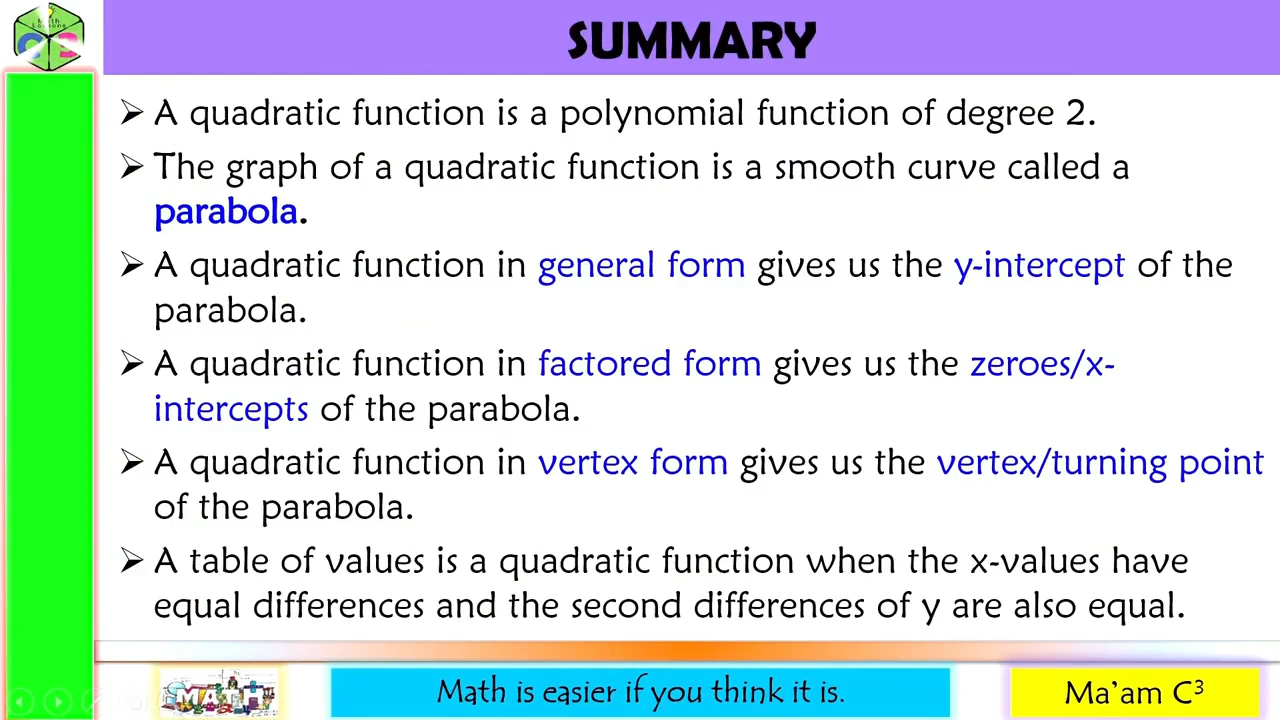 Math
Lessons
SUMMARY
➢ A quadratic function is a polynomial function of degree 2.
➢ The graph of a quadratic function is a smooth curve called a
parabola.
➢ A quadratic function in general form gives us the y-intercept of the
parabola.
➢ A quadratic function in factored form gives us the zeroes/x-
intercepts of the parabola.
➢ A quadratic function in vertex form gives us the vertex/turning point
of the parabola.
➢ A table of values is a quadratic function when the x-values have
equal differences and the second differences of y are also equal.
MATH
Math is easier if you think it is.
Ma'am C³